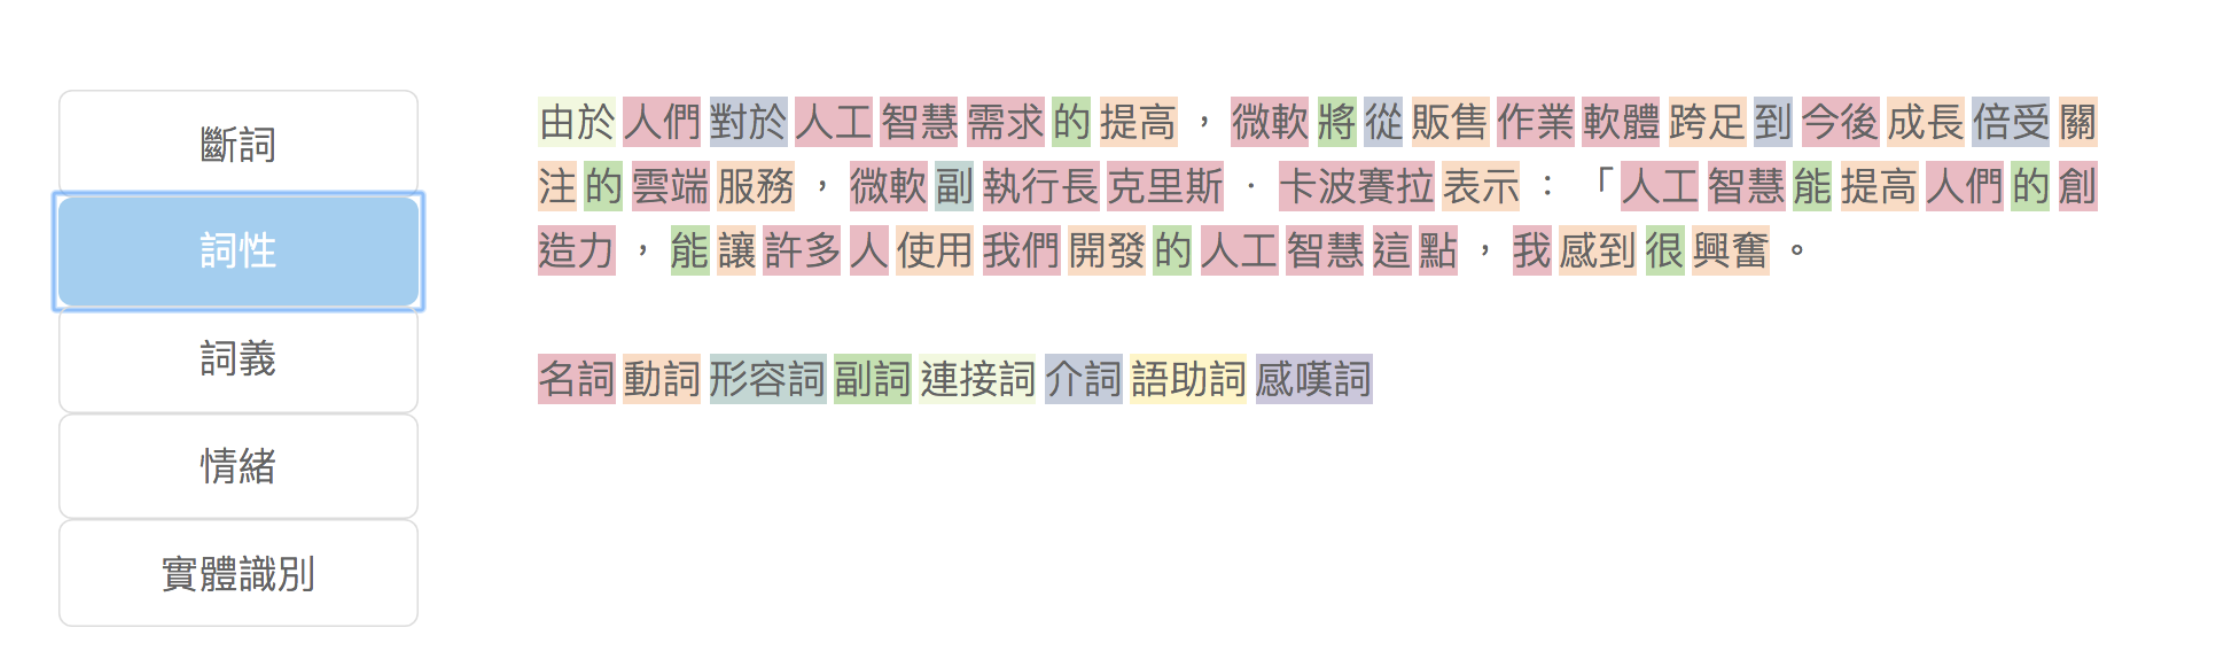 斷詞
詞性
詞義
情緒
實體識別
由於 人們 對於 人工 智慧 需求 的 提高 ， 微軟 將 從 販售 作業 軟體 跨足 到 今後 成長 倍受 關
注 的 雲端 服務 ， 微軟 副 執行長 克里斯 · 卡波賽拉 表示 ： 「 人工 智慧 能 提高 人們 的 創
造力 ， 能 讓 許多 人 使用 我們 開發 的 人工 智慧 這 點 ， 我 感到 很 興奮 。
名詞 動詞 形容詞 副詞 連接詞 介詞 語助詞 感嘆詞